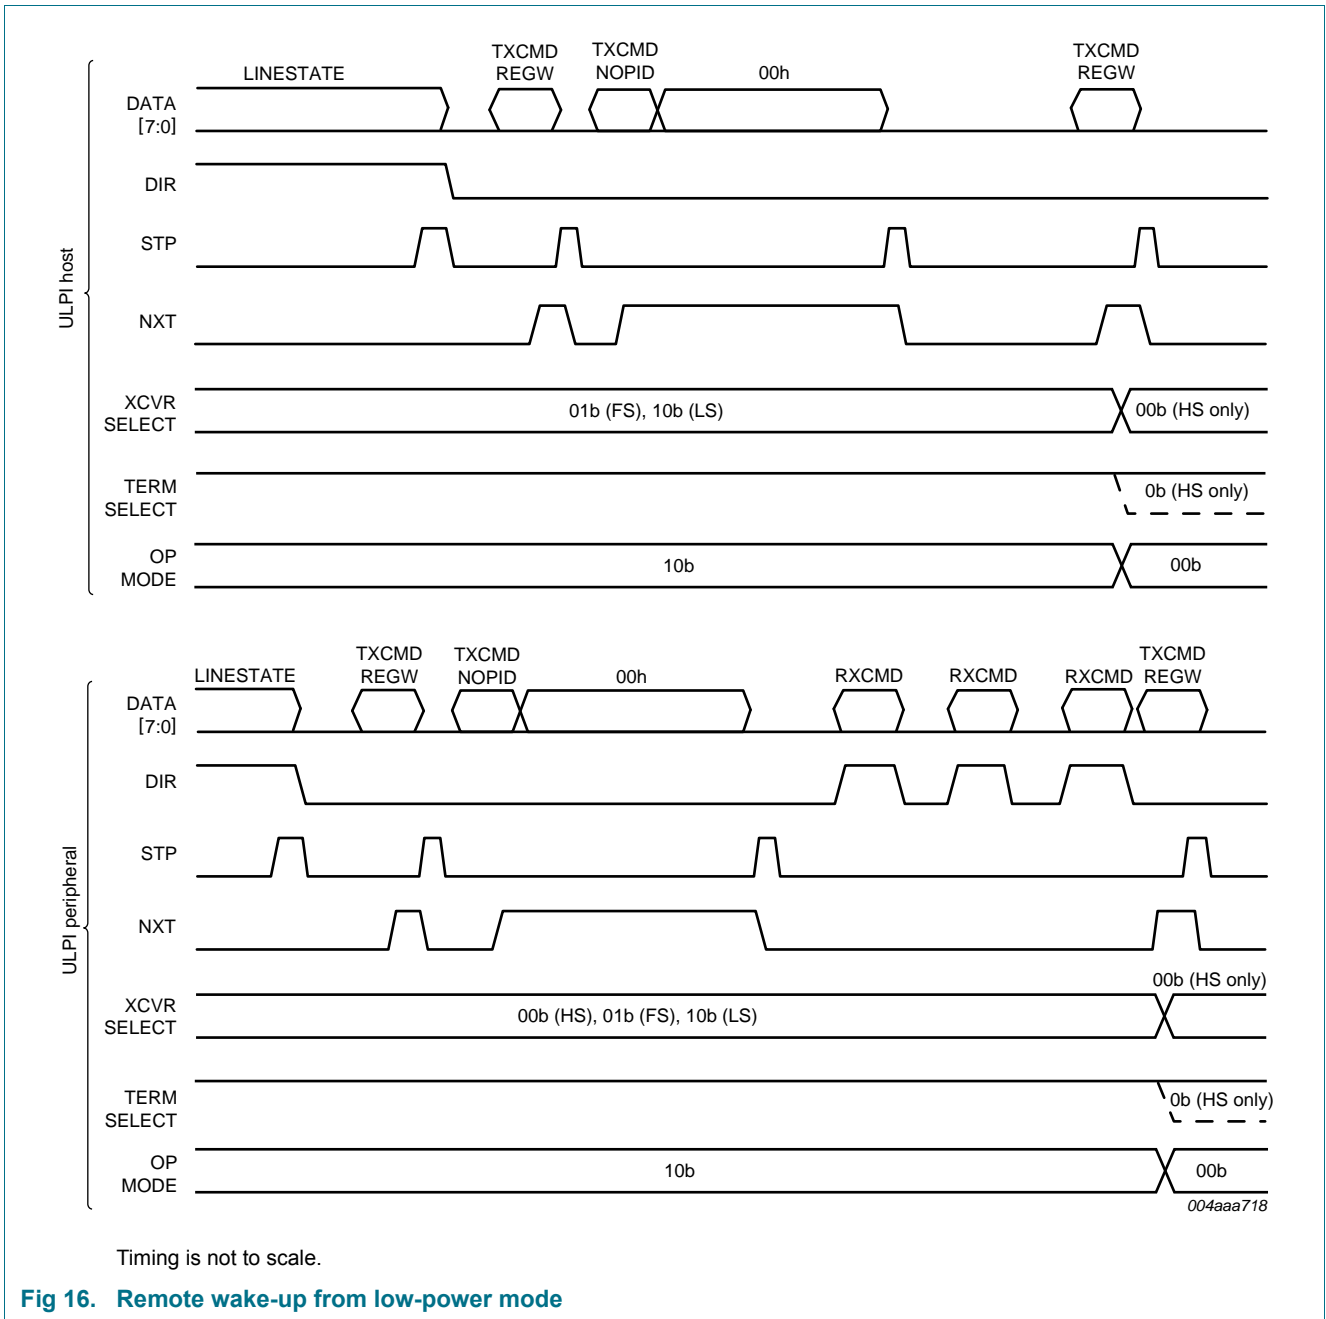 ULPI host
TXCMD
REGW
TXCMD
NOPID
TXCMD
REGW
LINESTATE
00h
DATA
[7:0]
DIR
STP
NXT
XCVR
SELECT
01b (FS), 10b (LS)
00b (HS only)
TERM
SELECT
0b (HS only)
OP
MODE
10b
00b
ULPI peripheral
LINESTATE
TXCMD
REGW
TXCMD
NOPID
00h
RXCMD
RXCMD
RXCMD
TXCMD
REGW
DATA
[7:0]
DIR
STP
NXT
XCVR
SELECT
00b (HS), 01b (FS), 10b (LS)
00b (HS only)
TERM
SELECT
0b (HS only)
OP
MODE
10b
00b
004aaa718
Timing is not to scale.
Fig 16. Remote wake-up from low-power mode